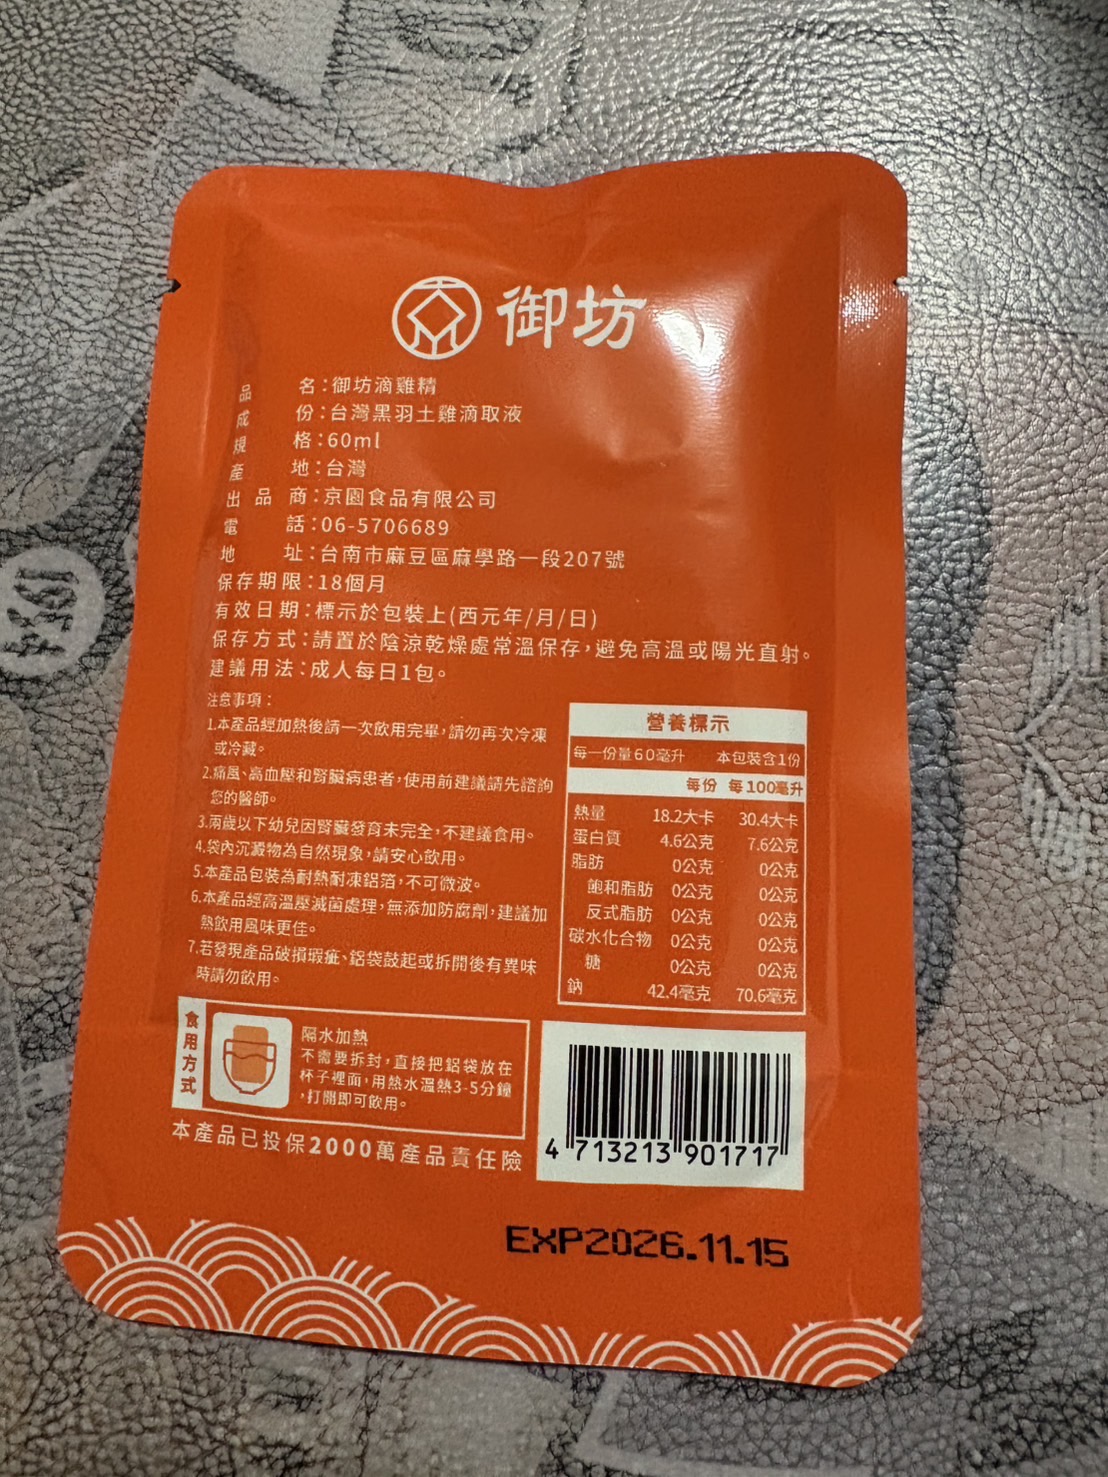 御坊
品名:御坊滴雞精
成份:台灣黑羽土雞滴取液
規格:60ml
產地:台灣
出品商:京園食品有限公司
電話:06-5706689
地址:台南市麻豆區麻學路一段207號
保存期限:18個月
有效日期:標示於包裝上(西元年/月/日)
保存方式:請置於陰涼乾燥處常溫保存,避免高溫或陽光直射。
建議用法:成人每日1包。
注意事項:
1.本產品經加熱後請一次飲用完畢,請勿再次冷凍
或冷藏。
2.痛風、高血壓和腎臟病患者,使用前建議請先諮詢
您的醫師。
3.兩歲以下幼兒因腎臟發育未完全,不建議食用。
4.袋內沉澱物為自然現象,請安心飲用。
5.本產品包裝為耐熱耐凍鋁箔,不可微波。
6.本產品經高溫壓滅菌處理,無添加防腐劑,建議加
熱飲用風味更佳。
7.若發現產品破損瑕疵、鋁袋鼓起或拆開後有異味
時請勿飲用。
營養標示
每一份量60毫升 本包裝含1份
每份 每100毫升
熱量 18.2大卡 30.4大卡
蛋白質 4.6公克 7.6公克
脂肪 0公克 0公克
飽和脂肪 0公克 0公克
反式脂肪 0公克 0公克
碳水化合物 0公克 0公克
糖 0公克 0公克
鈉 42.4毫克 70.6毫克
食用方式
隔水加熱
不需要拆封,直接把鋁袋放在
杯子裡面,用熱水溫熱3-5分鐘
,打開即可飲用。
本產品已投保2000萬產品責任險
4 713213 901717
EXP2026.11.15